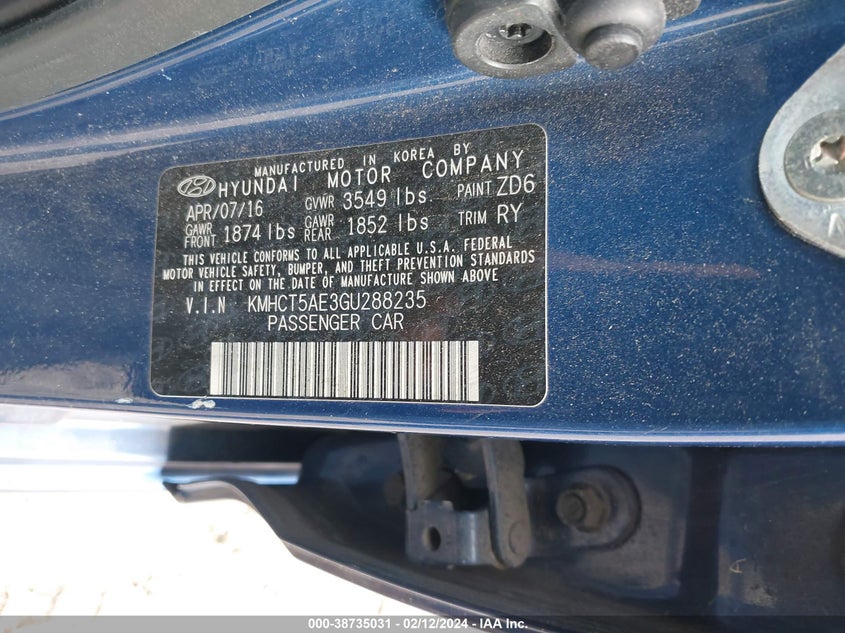 MANUFACTURED IN KOREA BY
HYUNDAI MOTOR COMPANY
APR/07/16 GVWR 3549 lbs PAINT ZD6
GAWR FRONT 1874 lbs GAWR REAR 1852 lbs TRIM RY
THIS VEHICLE CONFORMS TO ALL APPLICABLE U.S.A. FEDERAL
MOTOR VEHICLE SAFETY, BUMPER, AND THEFT PREVENTION STANDARDS
IN EFFECT ON THE DATE OF MANUFACTURE SHOWN ABOVE
V.I.N KMHCT5AE3GU288235
PASSENGER CAR
000-38735031 - 02/12/2024 - IAA Inc.